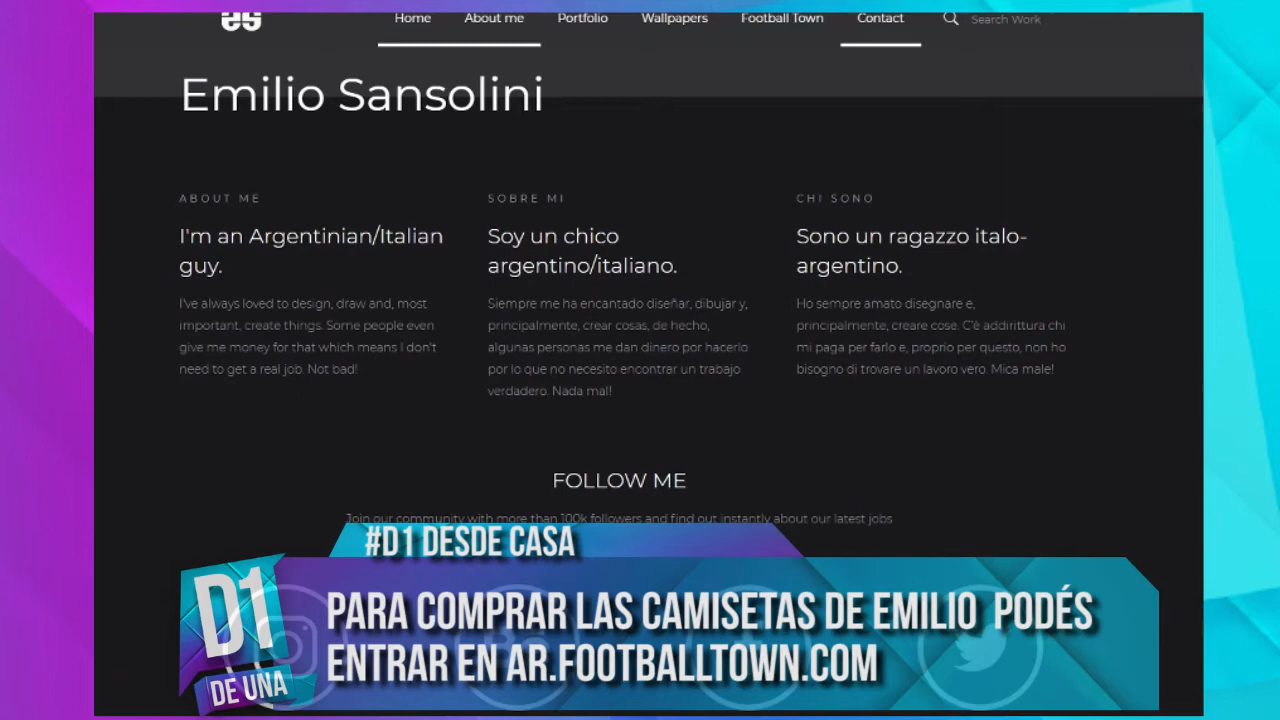 Home About me Portfolio Wallpapers Football Town Contact Search Work
Emilio Sansolini
ABOUT ME
I'm an Argentinian/Italian
guy.
I've always loved to design, draw and, most
important, create things. Some people even
give me money for that which means I don't
need to get a real job. Not bad!
SOBRE MI
Soy un chico
argentino/italiano.
Siempre me ha encantado diseñar, dibujar y,
principalmente, crear cosas, de hecho,
algunas personas me dan dinero por hacerlo
por lo que no necesito encontrar un trabajo
verdadero. Nada mal!
CHI SONO
Sono un ragazzo italo-
argentino.
Ho sempre amato disegnare e,
principalmente, creare cose. C'è addirittura chi
mi paga per farlo e, proprio per questo, non ho
bisogno di trovare un lavoro vero. Mica male!
FOLLOW ME
Join our community with more than 100k followers and find out instantly about our latest jobs
#D1 DESDE CASA
D1
DE UNA
PARA COMPRAR LAS CAMISETAS DE EMILIO PODÉS
ENTRAR EN AR.FOOTBALLTOWN.COM